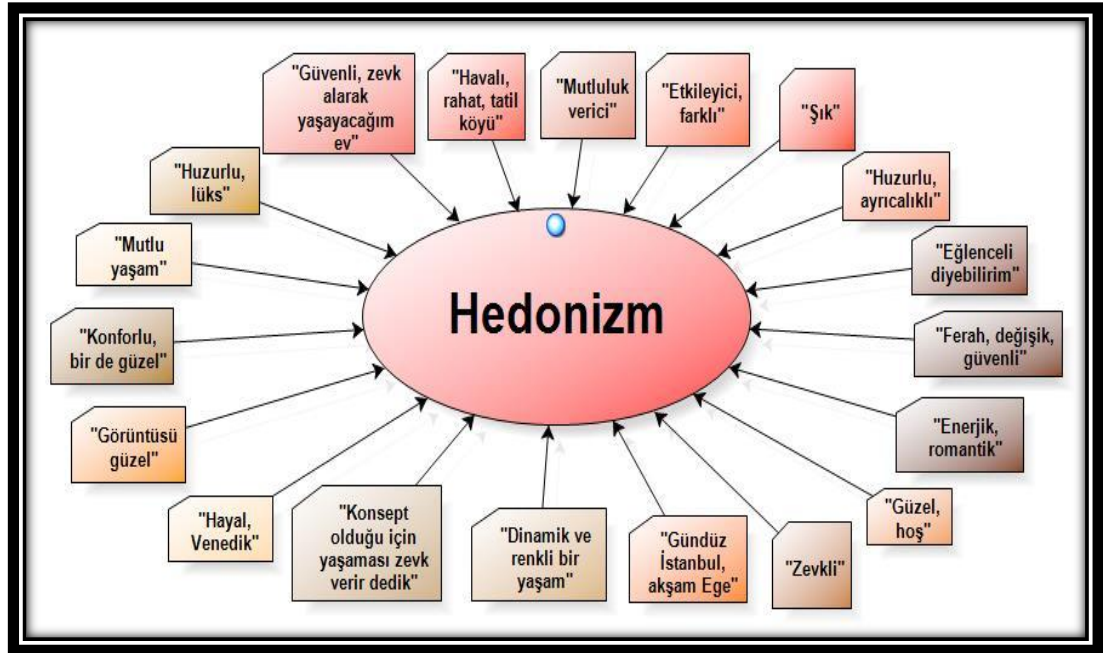 "Güvenli, zevk
alarak
yaşayacağım
ev"
"Havalı,
rahat, tatil
köyü"
"Mutluluk
verici"
"Etkileyici,
farklı"
"Şık"
"Huzurlu,
lüks"
"Huzurlu,
ayrıcalıklı"
"Mutlu
yaşam"
"Eğlenceli
diyebilirim"
Hedonizm
"Konforlu,
bir de güzel"
"Ferah, değişik,
güvenli"
"Görüntüsü
güzel"
"Enerjik,
romantik"
"Hayal,
Venedik"
"Konsept
olduğu için
yaşaması zevk
verir dedik"
"Dinamik ve
renkli bir
yaşam"
"Gündüz
İstanbul,
akşam Ege"
"Zevkli"
"Güzel,
hoş"